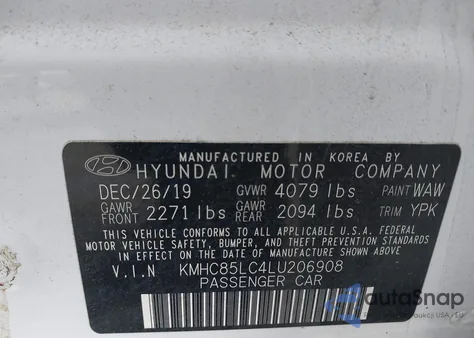 MANUFACTURED IN KOREA BY
HYUNDAI MOTOR COMPANY
DEC/26/19 GVWR 4079 lbs PAINT WAW
GAWR FRONT 2271 lbs GAWR REAR 2094 lbs TRIM YPK
THIS VEHICLE CONFORMS TO ALL APPLICABLE U.S.A. FEDERAL
MOTOR VEHICLE SAFETY, BUMPER, AND THEFT PREVENTION STANDARDS
IN EFFECT ON THE DATE OF MANUFACTURE SHOWN ABOVE.
V.I.N KMHC85LC4LU206908
PASSENGER CAR
AutoSnap